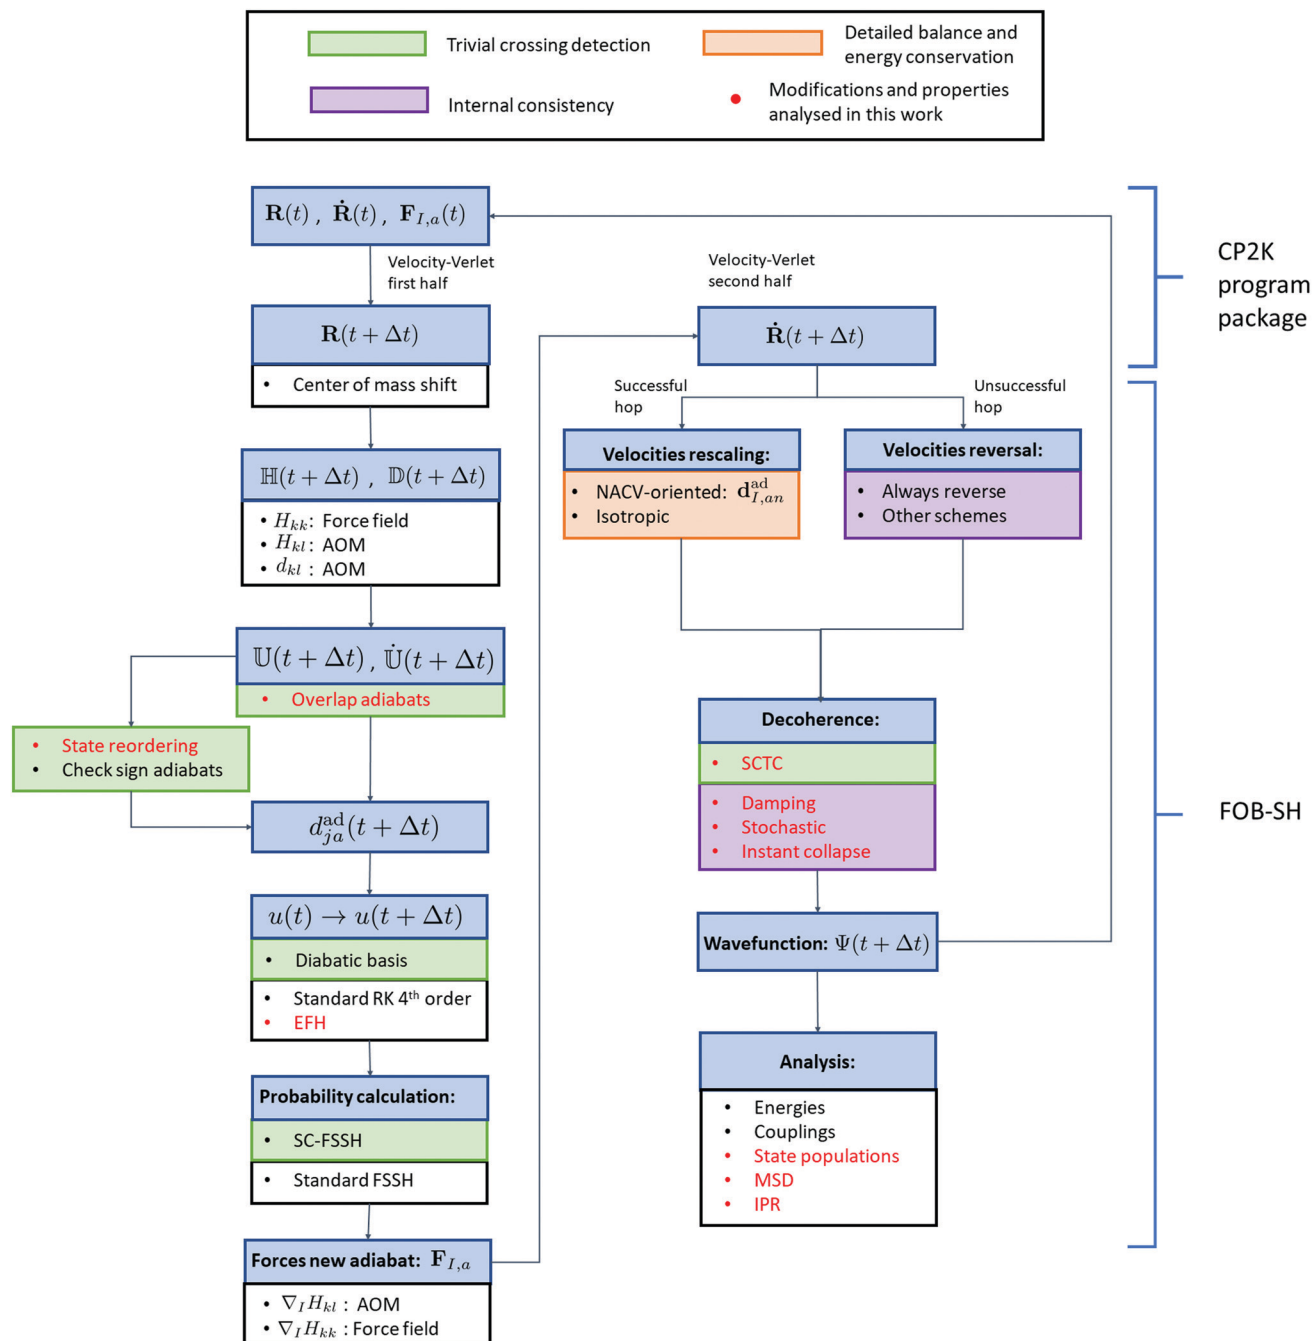 Trivial crossing detection
Detailed balance and
energy conservation
Internal consistency
• Modifications and properties
analysed in this work
R(t) , Ṙ(t), F_{I,a}(t)
Velocity-Verlet
first half
R(t + Δt)
• Center of mass shift
ℍ(t + Δt) , 𝔻(t + Δt)
• H_{kk}: Force field
• H_{kl}: AOM
• d_{kl}: AOM
𝕌(t + Δt), 𝕌̇(t + Δt)
• Overlap adiabats
• State reordering
• Check sign adiabats
d_{ja}^{ad}(t + Δt)
u(t) → u(t + Δt)
• Diabatic basis
• Standard RK 4th order
• EFH
Probability calculation:
• SC-FSSH
• Standard FSSH
Forces new adiabat: F_{I,a}
• ∇_I H_{kl} : AOM
• ∇_I H_{kk} : Force field
Velocity-Verlet
second half
Ṙ(t + Δt)
Successful
hop
Unsuccessful
hop
Velocities rescaling:
• NACV-oriented: d_{I,an}^{ad}
• Isotropic
Velocities reversal:
• Always reverse
• Other schemes
Decoherence:
• SCTC
• Damping
• Stochastic
• Instant collapse
Wavefunction: Ψ(t + Δt)
Analysis:
• Energies
• Couplings
• State populations
• MSD
• IPR
CP2K
program
package
FOB-SH